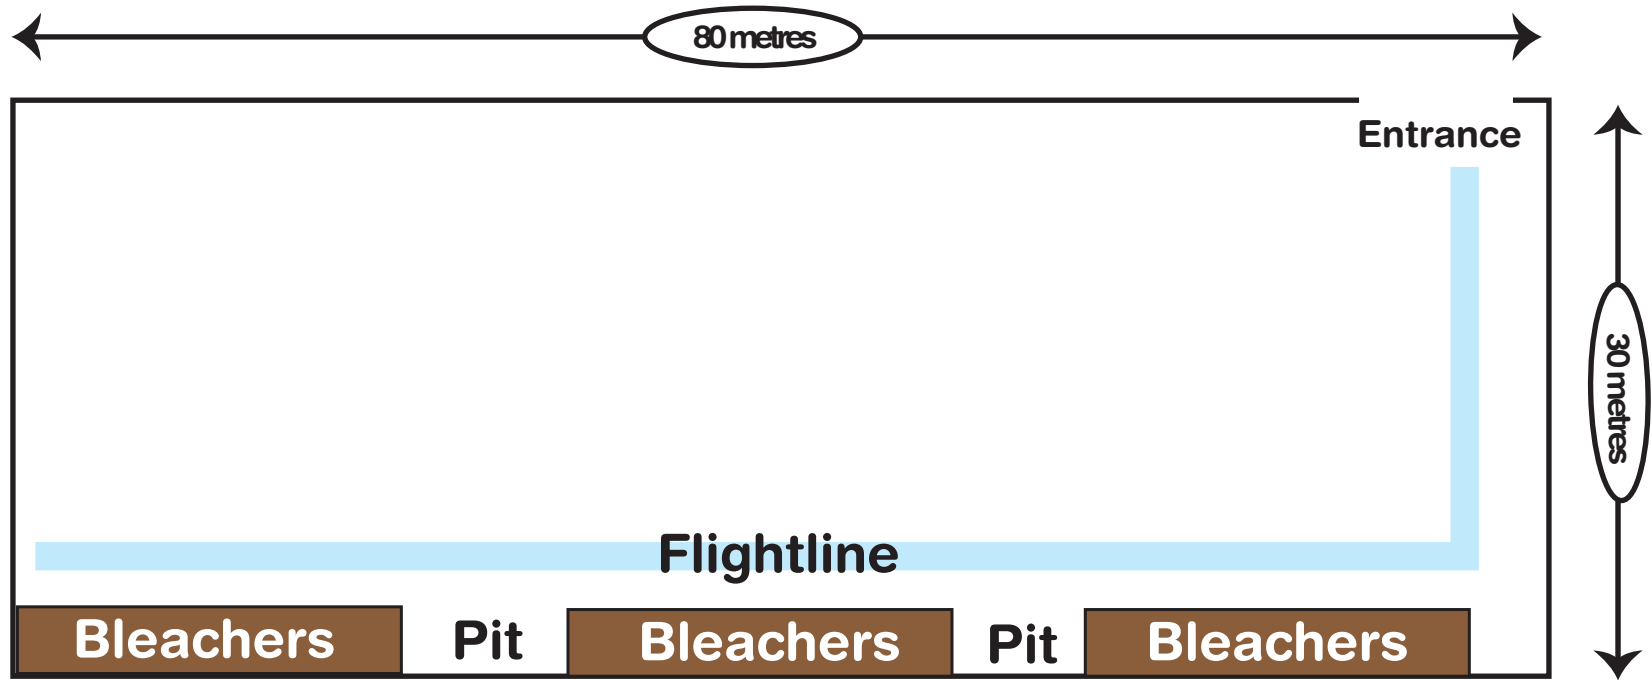 80 metres
Entrance
30 metres
Flightline
Bleachers
Pit
Bleachers
Pit
Bleachers